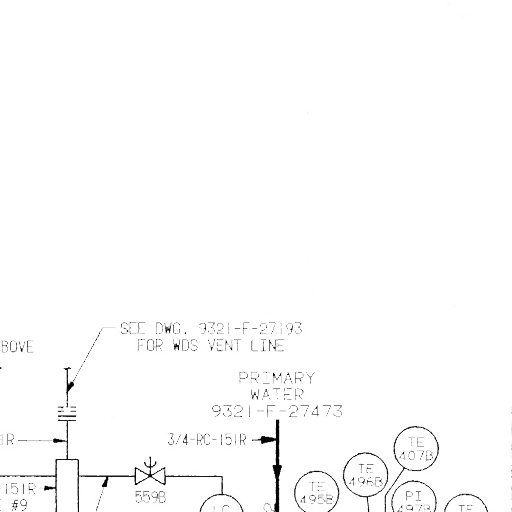 SEE DWG. 9321-F-27193
FOR WDS VENT LINE
BOVE
PRIMARY
WATER
9321-F-27473
3/4-RC-151R
1R
TE
407B
TE
496B
TE
495B
PI
497B
TE
-151R
#9
559B